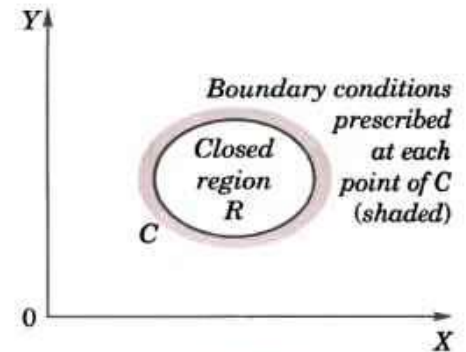 Y
Boundary conditions
prescribed
at each
point of C
(shaded)
Closed
region
R
C
0
X